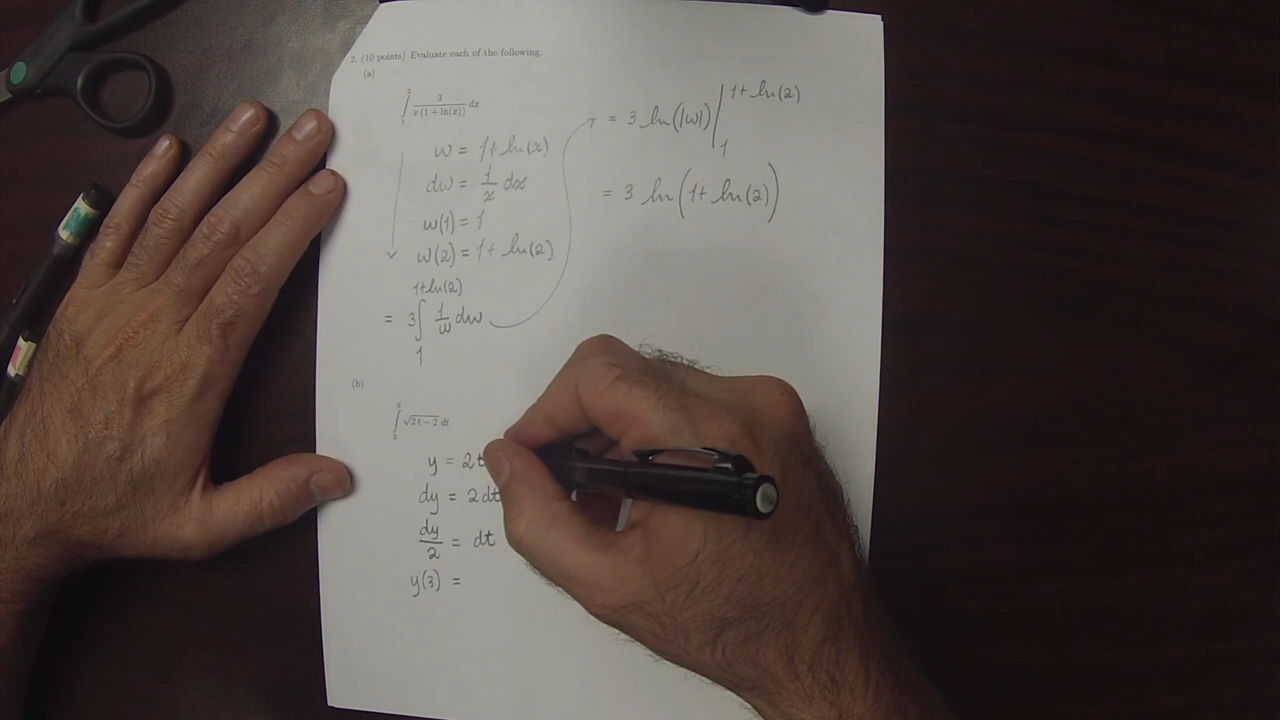 2. (10 points) Evaluate each of the following.
(a)
∫ 3 / x(1 + ln(x)) dx
w = 1 + ln(x)
dw = 1/x dx
w(1) = 1
w(2) = 1 + ln(2)
= 3 ∫_1^{1+ln(2)} 1/w dw
= 3 ln(|w|) |_1^{1+ln(2)}
= 3 ln(1 + ln(2))
(b)
∫ √2t − 2 dt
y = 2t
dy = 2dt
dy/2 = dt
y(3) =